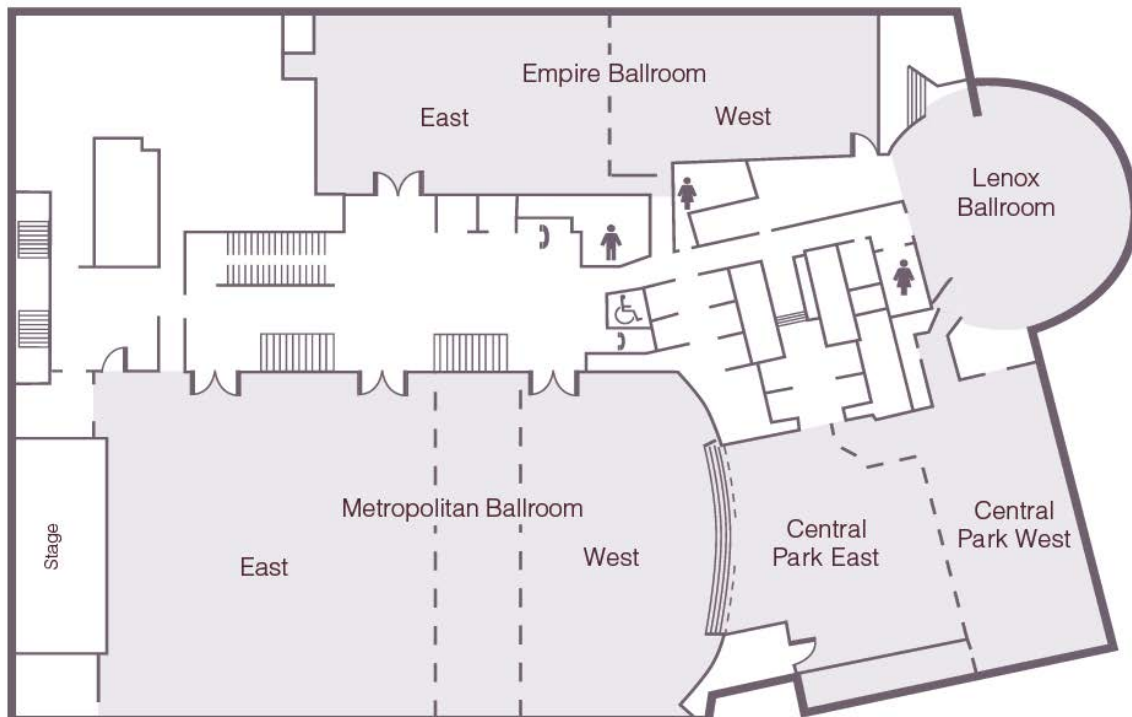 Empire Ballroom
East
West
Lenox
Ballroom
Metropolitan Ballroom
East
West
Stage
Central
Park East
Central
Park West